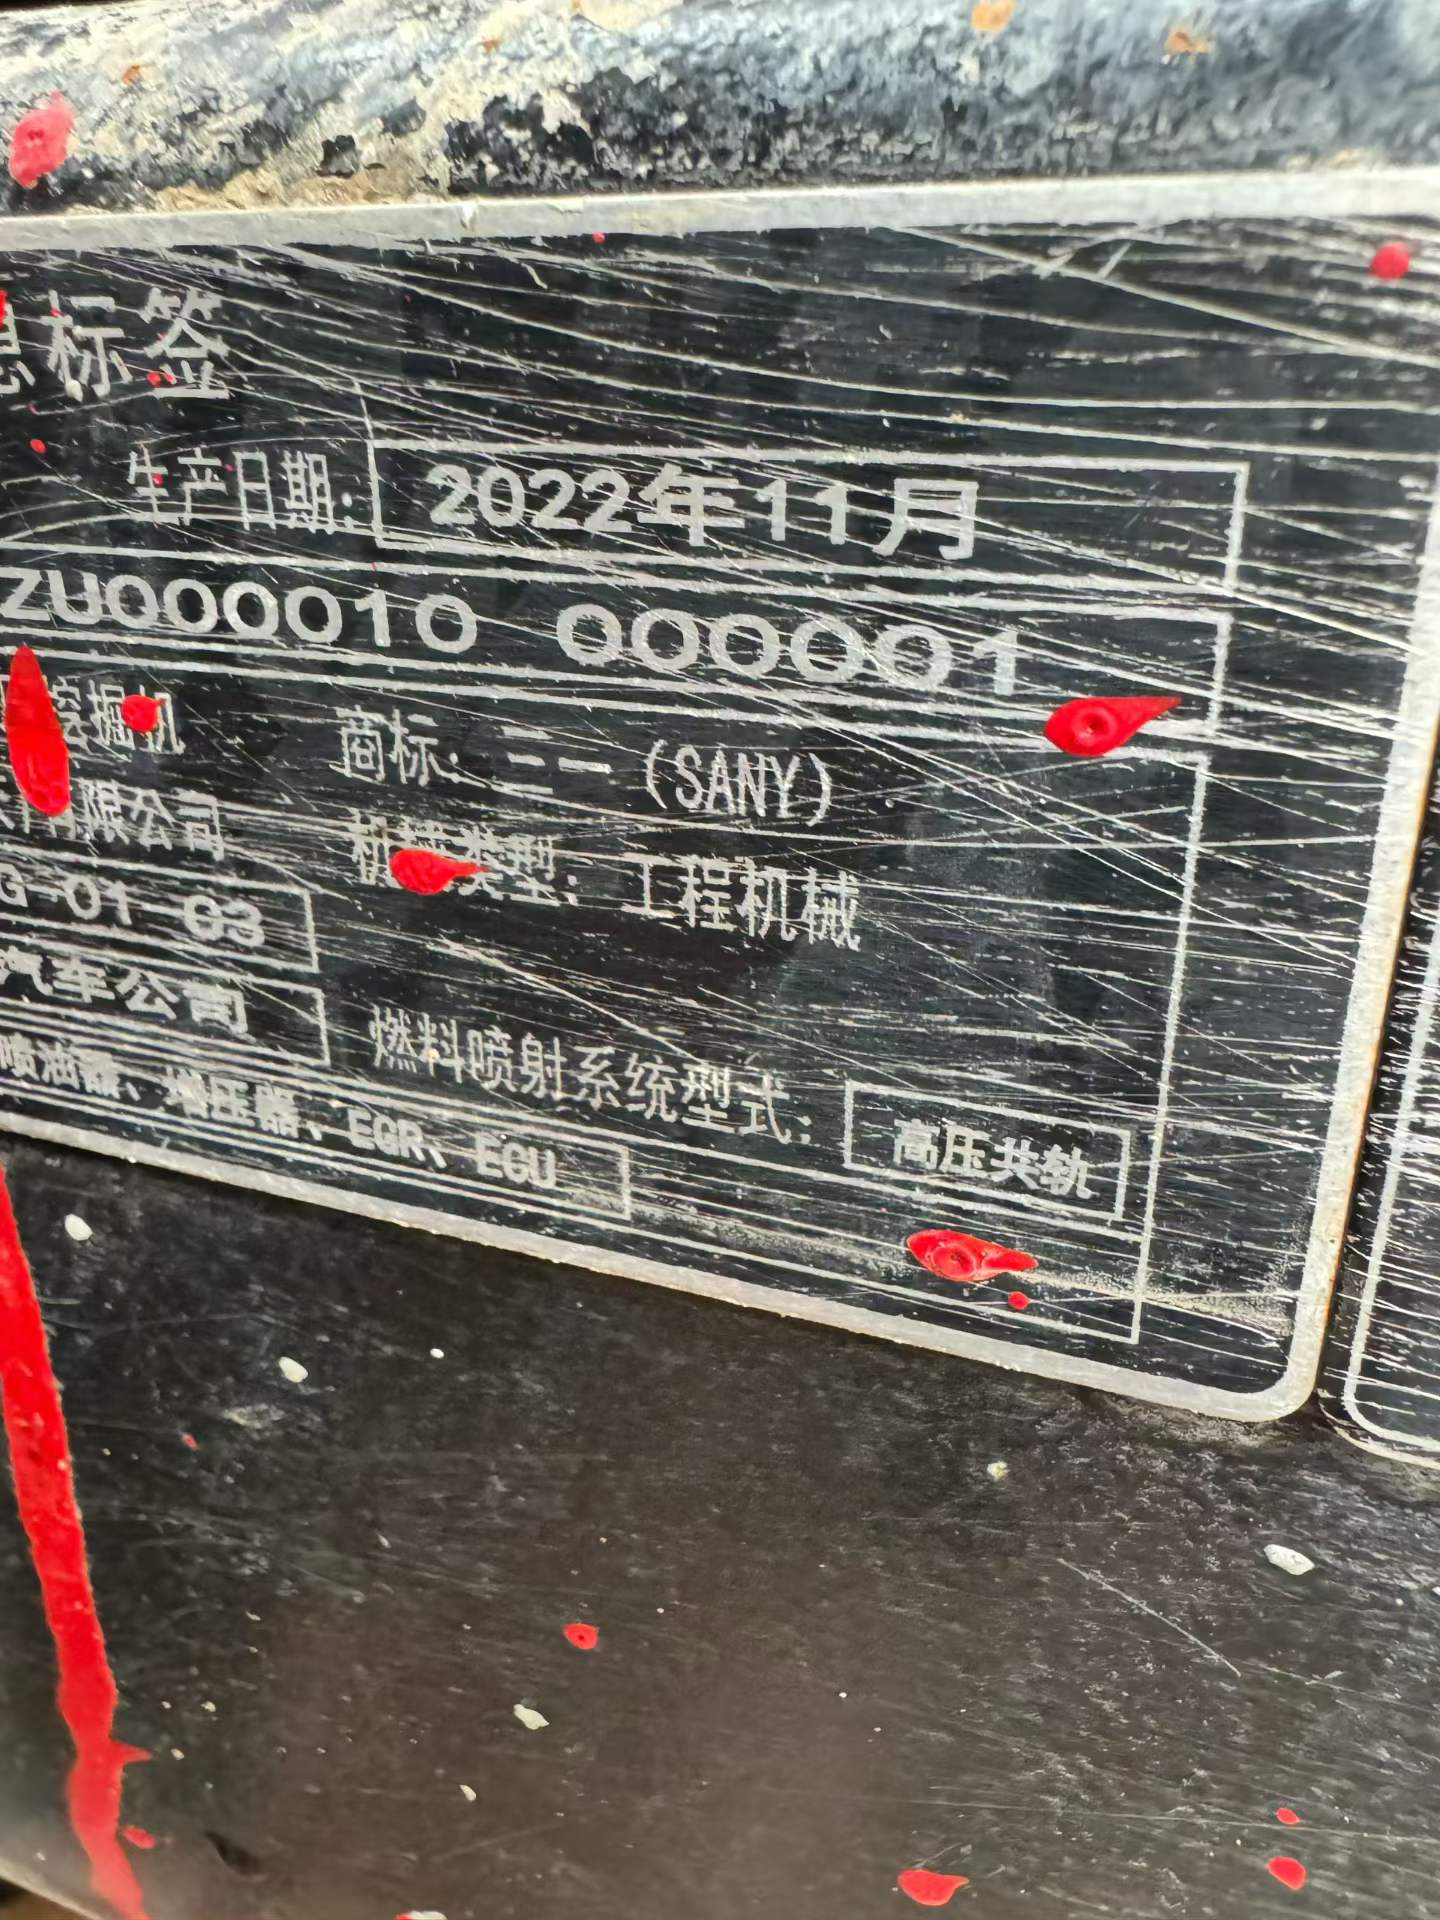 标签
生产日期: 2022年11月
ZU000010 000001
挖掘机 商标: 三一 (SANY)
有限公司 机械类型: 工程机械
G-01 03
汽车公司
燃料喷射系统型式: 高压共轨
喷油器、增压器、EGR、ECU